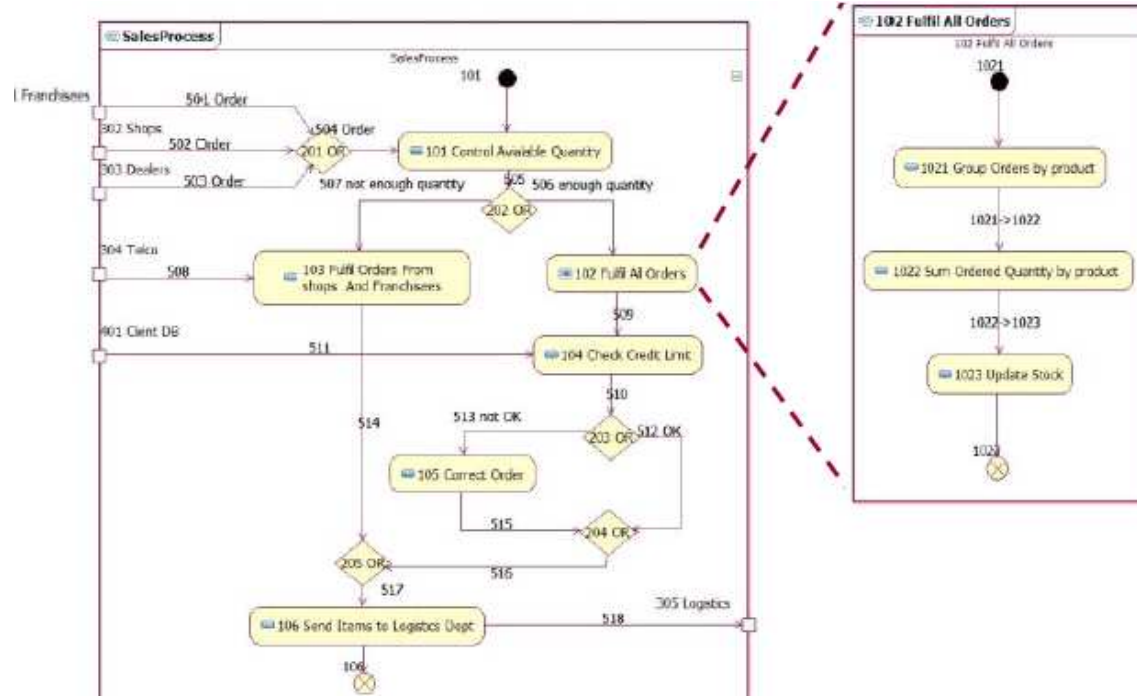 SalesProcess
SalesProcess
101
1 Franchisees
501 Order
302 Shops
504 Order
502 Order
201 OR
101 Control Available Quantity
303 Dealers
503 Order
507 not enough quantity
505
506 enough quantity
202 OR
304 Telco
508
103 Fulfil Orders From
shops And Franchsees
102 Fulfil All Orders
509
401 Client DB
511
104 Check Credit Limit
510
513 not OK
514
203 OR
512 OK
105 Correct Order
515
204 OR
205 OR
516
517
305 Logistics
106 Send Items to Logistics Dept
518
106
102 Fulfil All Orders
102 Fulfil All Orders
1021
1021 Group Orders by product
1021->1022
1022 Sum Ordered Quantity by product
1022->1023
1023 Update Stock
1023